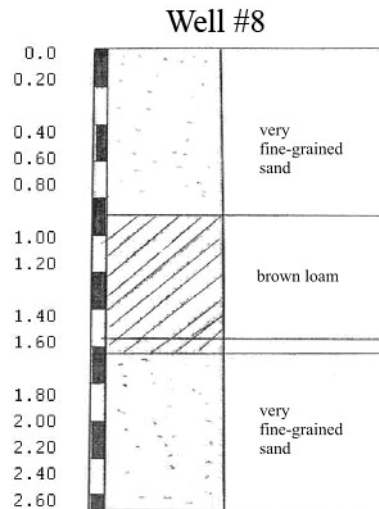 Well #8
0.0
0.20
0.40
0.60
0.80
1.00
1.20
1.40
1.60
1.80
2.00
2.20
2.40
2.60
very
fine-grained
sand
brown loam
very
fine-grained
sand